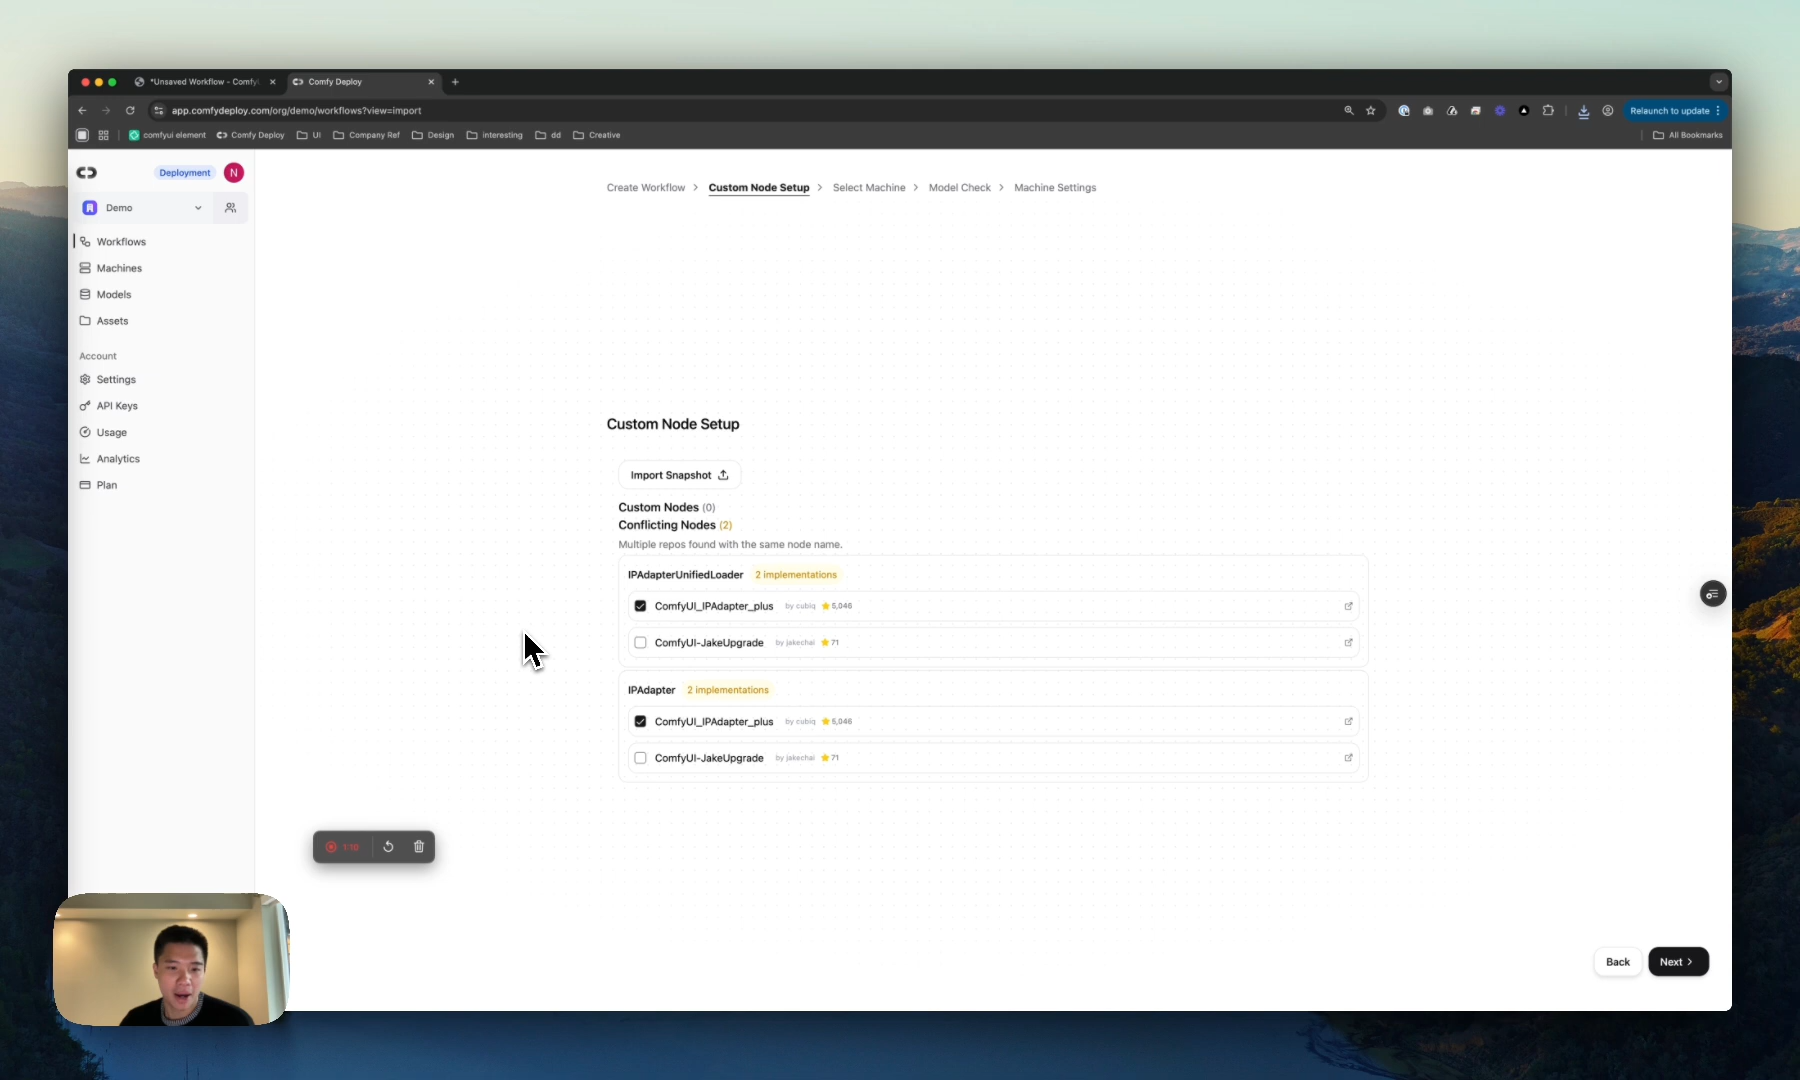 *Unsaved Workflow - Comfy
Comfy Deploy
app.comfydeploy.com/org/demo/workflows?view=import
Relaunch to update
comfyui element
Comfy Deploy
UI
Company Ref
Design
Interesting
dd
Creative
All Bookmarks
Deployment
N
Demo
Workflows
Machines
Models
Assets
Account
Settings
API Keys
Usage
Analytics
Plan
Create Workflow > Custom Node Setup > Select Machine > Model Check > Machine Settings
Custom Node Setup
Import Snapshot
Custom Nodes (0)
Conflicting Nodes (2)
Multiple repos found with the same node name.
IPAdapterUnifiedLoader 2 implementations
ComfyUI_IPAdapter_plus by cubiq 5,046
ComfyUI-JakeUpgrade by jakechai 71
IPAdapter 2 implementations
ComfyUI_IPAdapter_plus by cubiq 5,046
ComfyUI-JakeUpgrade by jakechai 71
1:10
Back
Next >